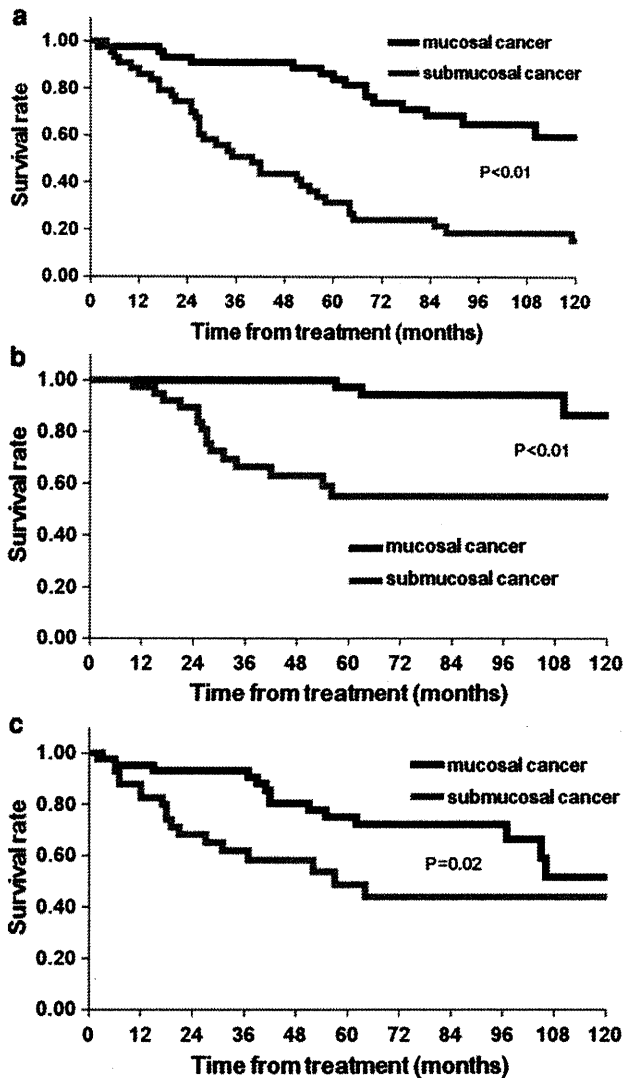 a
1.00
0.80
0.60
0.40
0.20
0.00
Survival rate
mucosal cancer
submucosal cancer
P<0.01
0 12 24 36 48 60 72 84 96 108 120
Time from treatment (months)
b
1.00
0.80
0.60
0.40
0.20
0.00
Survival rate
P<0.01
mucosal cancer
submucosal cancer
0 12 24 36 48 60 72 84 96 108 120
Time from treatment (months)
c
1.00
0.80
0.60
0.40
0.20
0.00
Survival rate
mucosal cancer
submucosal cancer
P=0.02
0 12 24 36 48 60 72 84 96 108 120
Time from treatment (months)